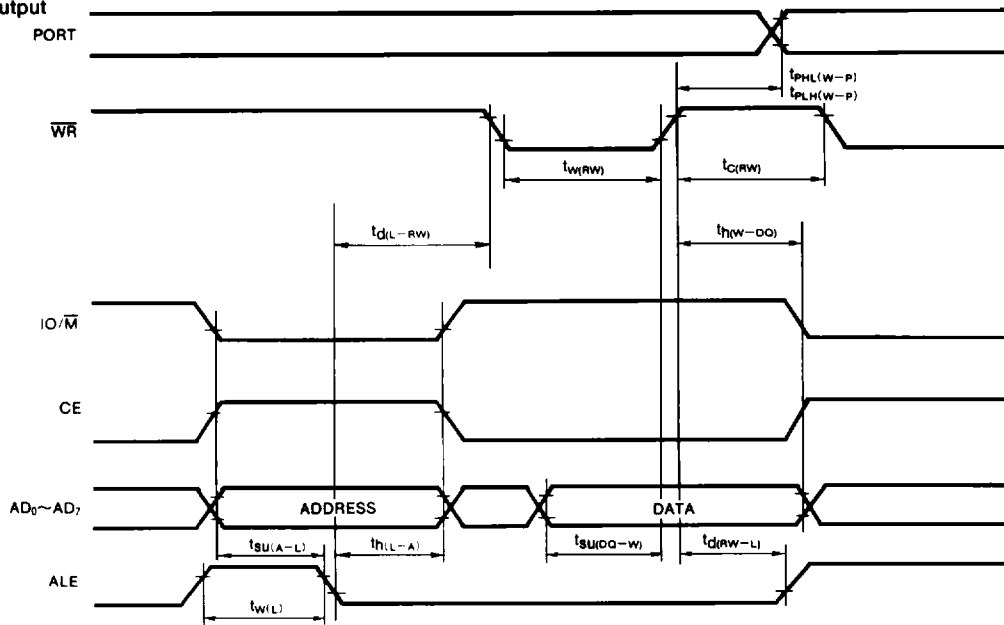 utput
PORT
tPHL(W−P)
tPLH(W−P)
W̅R̅
tW(RW)
tC(RW)
td(L−RW)
th(W−DQ)
IO/M̅
CE
AD0~AD7
ADDRESS
DATA
tSU(A−L)
th(L−A)
tSU(DQ−W)
td(RW−L)
ALE
tW(L)